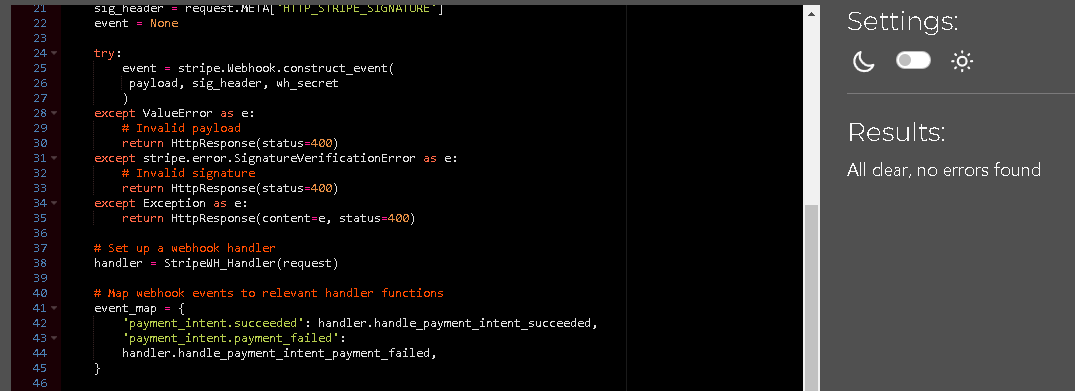 21 sig_header = request.META['HTTP_STRIPE_SIGNATURE']
22 event = None
23
24 try:
25 event = stripe.Webhook.construct_event(
26 payload, sig_header, wh_secret
27 )
28 except ValueError as e:
29 # Invalid payload
30 return HttpResponse(status=400)
31 except stripe.error.SignatureVerificationError as e:
32 # Invalid signature
33 return HttpResponse(status=400)
34 except Exception as e:
35 return HttpResponse(content=e, status=400)
36
37 # Set up a webhook handler
38 handler = StripeWH_Handler(request)
39
40 # Map webhook events to relevant handler functions
41 event_map = {
42 'payment_intent.succeeded': handler.handle_payment_intent_succeeded,
43 'payment_intent.payment_failed':
44 handler.handle_payment_intent_payment_failed,
45 }
46
Settings:
Results:
All clear, no errors found